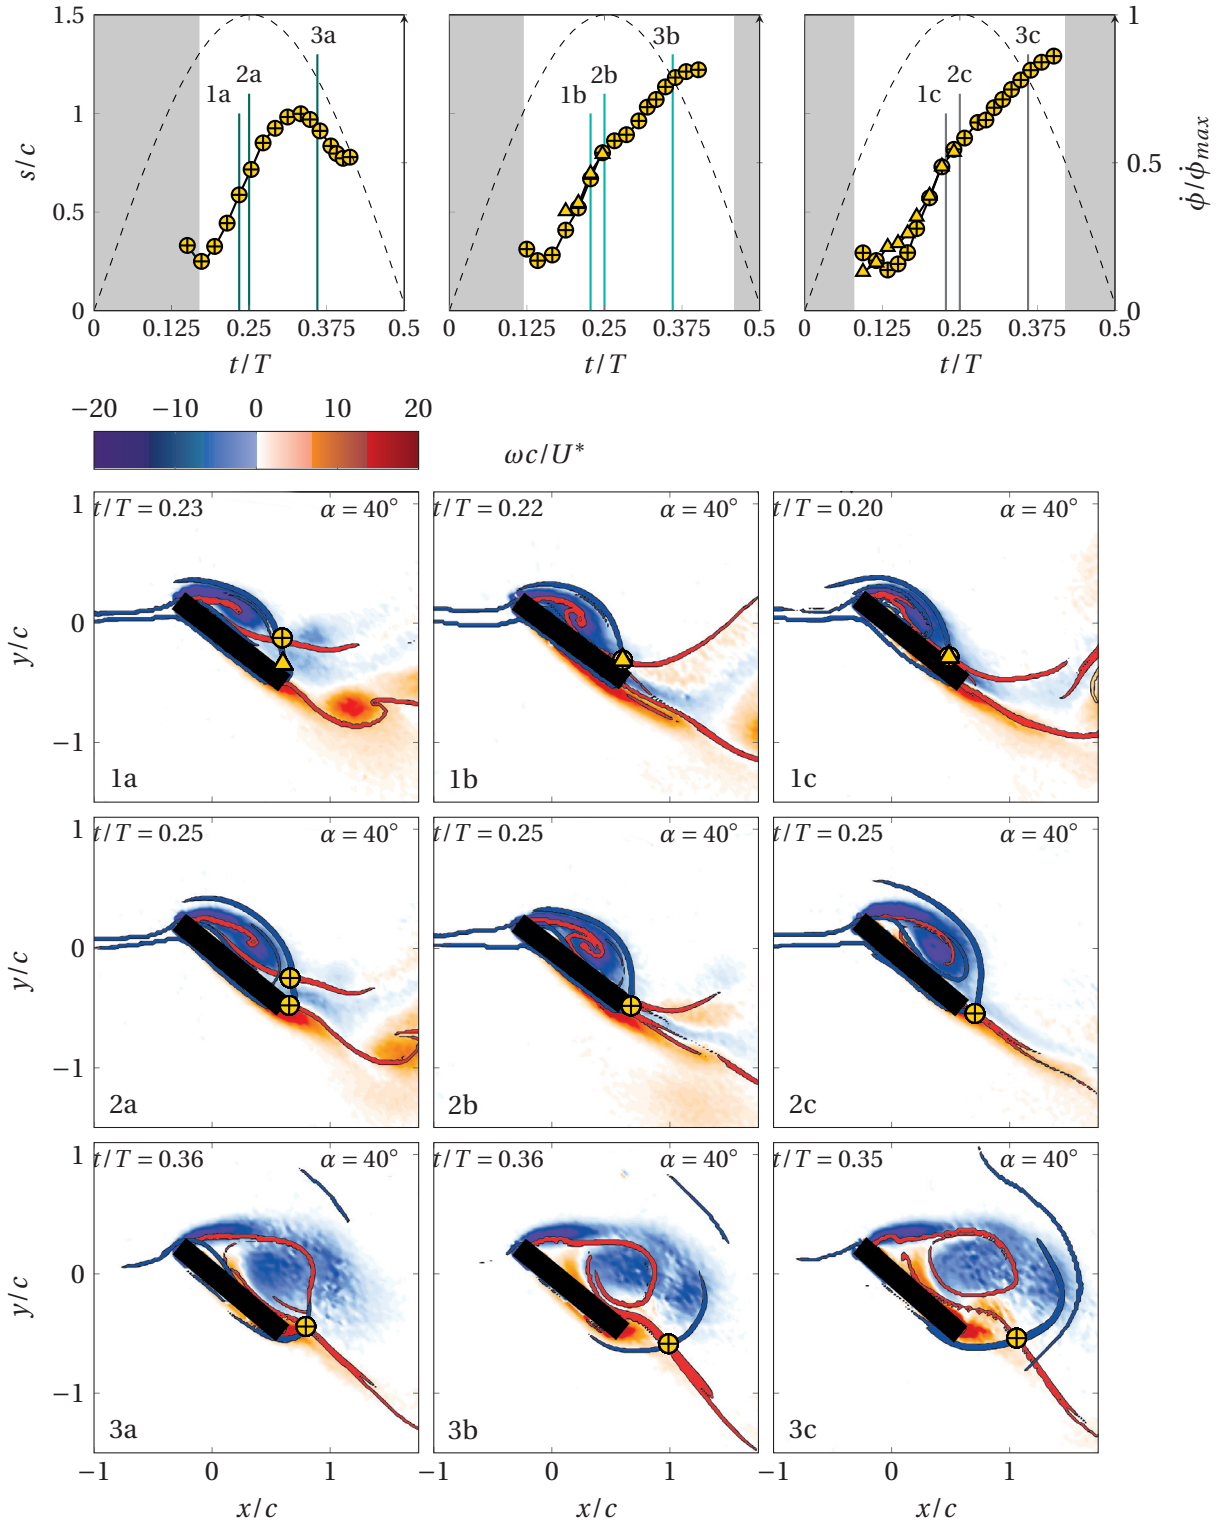 1.5
1
0.5
0
s/c
1a
2a
3a
0 0.125 0.25 0.375 0.5
t/T
1b
2b
3b
0 0.125 0.25 0.375 0.5
t/T
1c
2c
3c
0 0.125 0.25 0.375 0.5
t/T
1
0.5
0
ϕ̇/ϕ̇max
−20 −10 0 10 20
ωc/U*
t/T = 0.23 α = 40°
1a
t/T = 0.22 α = 40°
1b
t/T = 0.20 α = 40°
1c
1
0
−1
y/c
t/T = 0.25 α = 40°
2a
t/T = 0.25 α = 40°
2b
t/T = 0.25 α = 40°
2c
1
0
−1
y/c
t/T = 0.36 α = 40°
3a
t/T = 0.36 α = 40°
3b
t/T = 0.35 α = 40°
3c
1
0
−1
y/c
−1 0 1
x/c
−1 0 1
x/c
−1 0 1
x/c